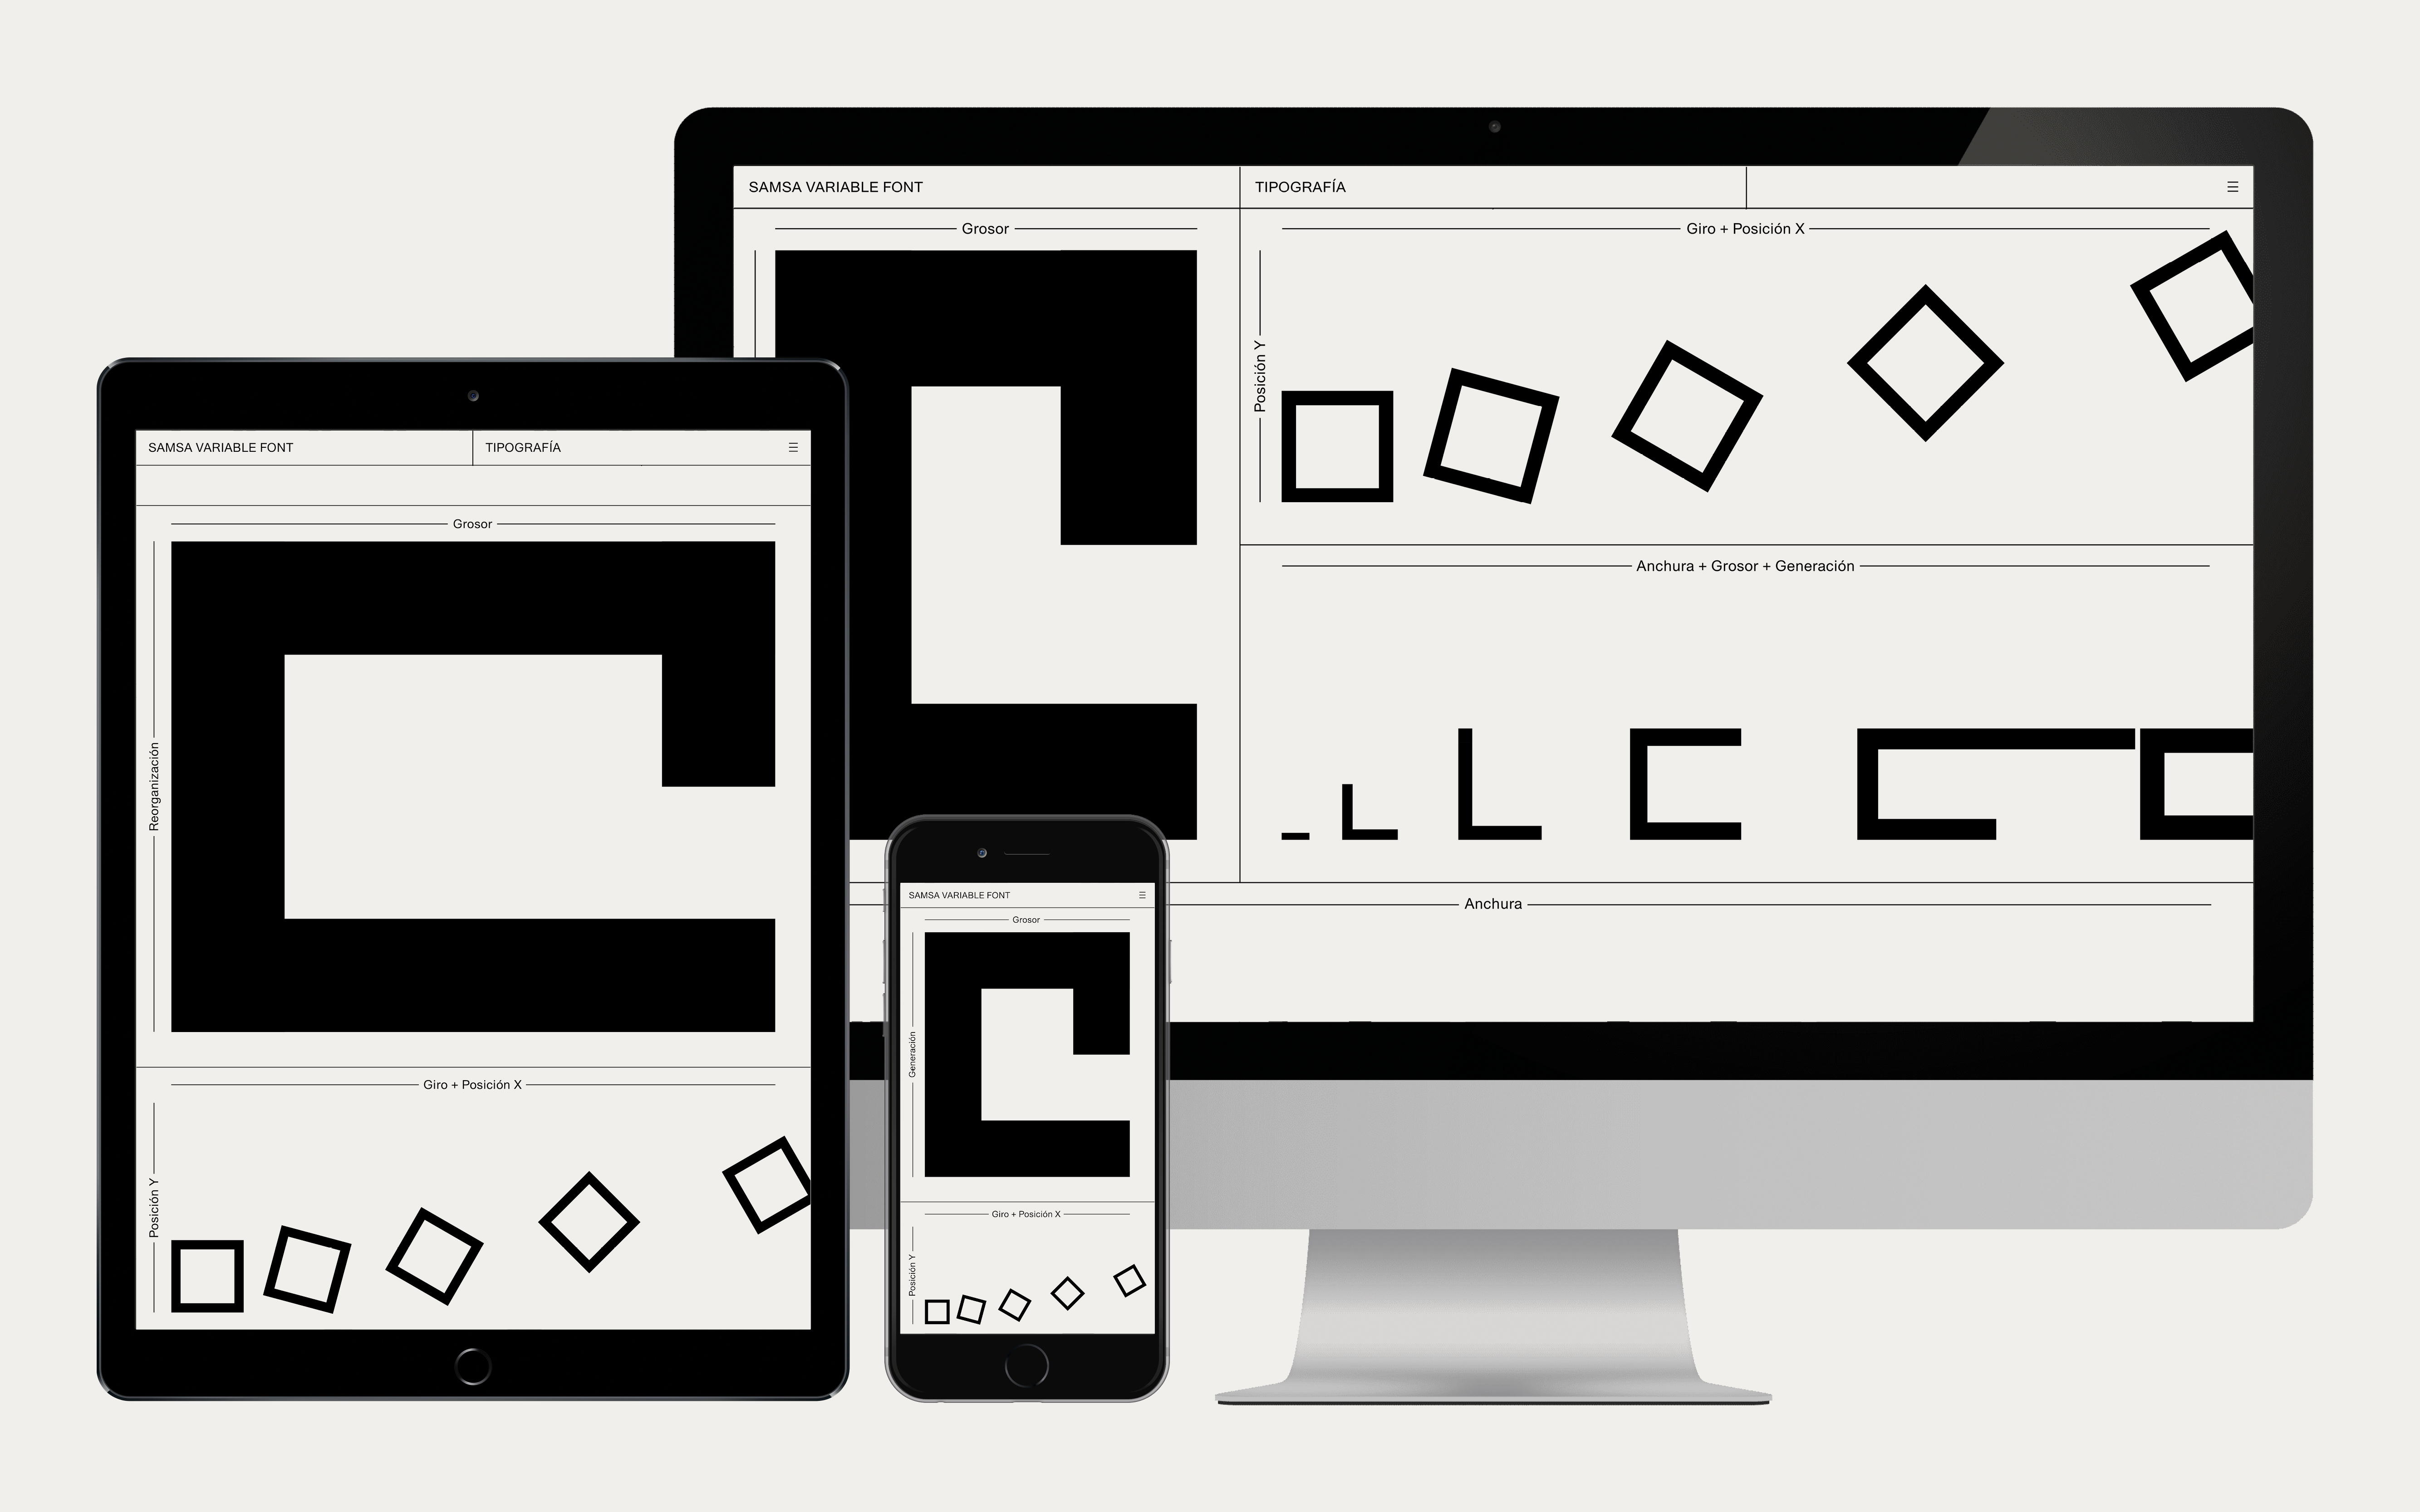 SAMSA VARIABLE FONT
TIPOGRAFÍA
Grosor
Giro + Posición X
Posición Y
Anchura + Grosor + Generación
Anchura
SAMSA VARIABLE FONT
TIPOGRAFÍA
Grosor
Reorganización
Giro + Posición X
Posición Y
SAMSA VARIABLE FONT
Grosor
Generación
Giro + Posición X
Posición Y